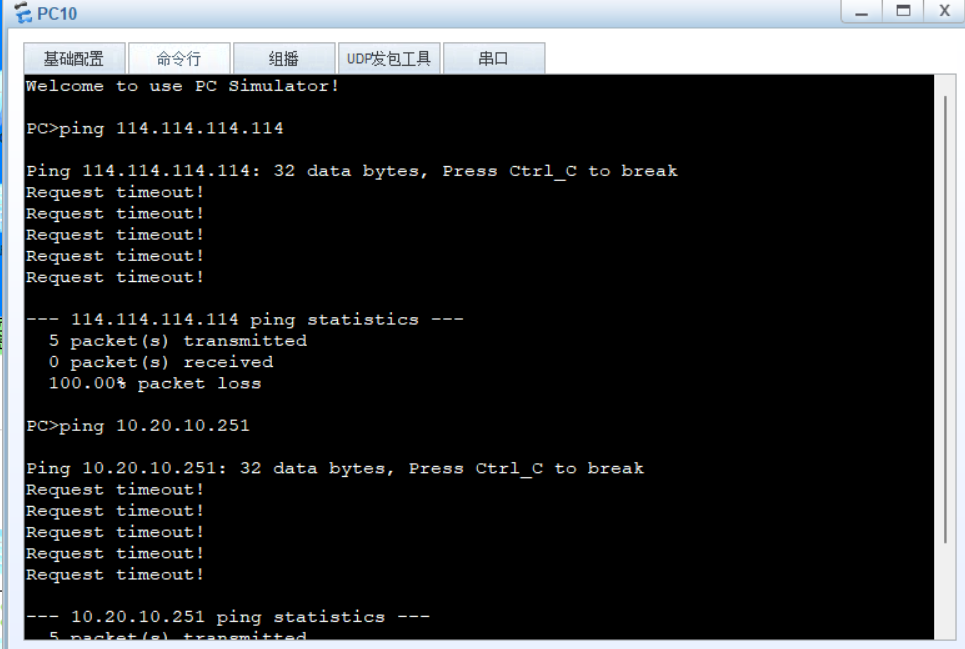 PC10
基础配置 命令行 组播 UDP发包工具 串口
Welcome to use PC Simulator!
PC>ping 114.114.114.114
Ping 114.114.114.114: 32 data bytes, Press Ctrl_C to break
Request timeout!
Request timeout!
Request timeout!
Request timeout!
Request timeout!
--- 114.114.114.114 ping statistics ---
5 packet(s) transmitted
0 packet(s) received
100.00% packet loss
PC>ping 10.20.10.251
Ping 10.20.10.251: 32 data bytes, Press Ctrl_C to break
Request timeout!
Request timeout!
Request timeout!
Request timeout!
Request timeout!
--- 10.20.10.251 ping statistics ---
5 packet(s) transmitted